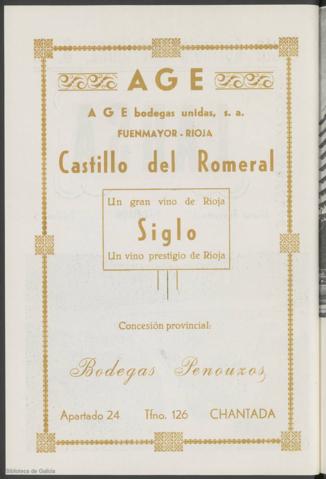 AGE
A G E bodegas unidas, s. a.
FUENMAYOR - RIOJA
Castillo del Romeral
Un gran vino de Rioja
Siglo
Un vino prestigio de Rioja
Concesión provincial:
Bodegas Penouzos
Apartado 24 Tfno. 126 CHANTADA
Biblioteca de Galicia